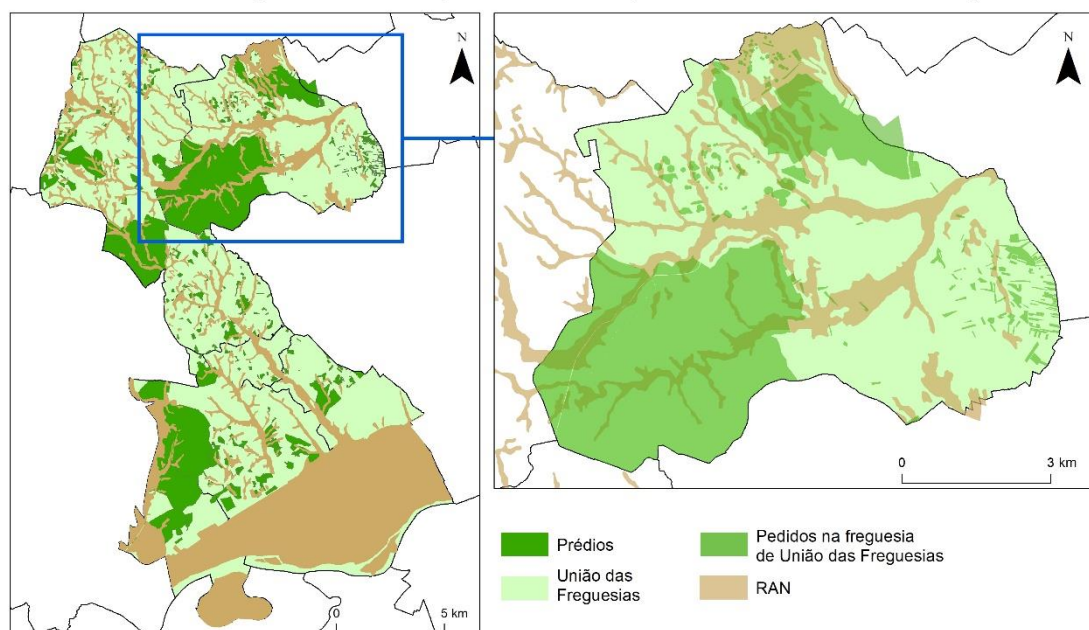 N
0
5 km
N
0
3 km
Prédios
União das
Freguesias
Pedidos na freguesia
de União das Freguesias
RAN